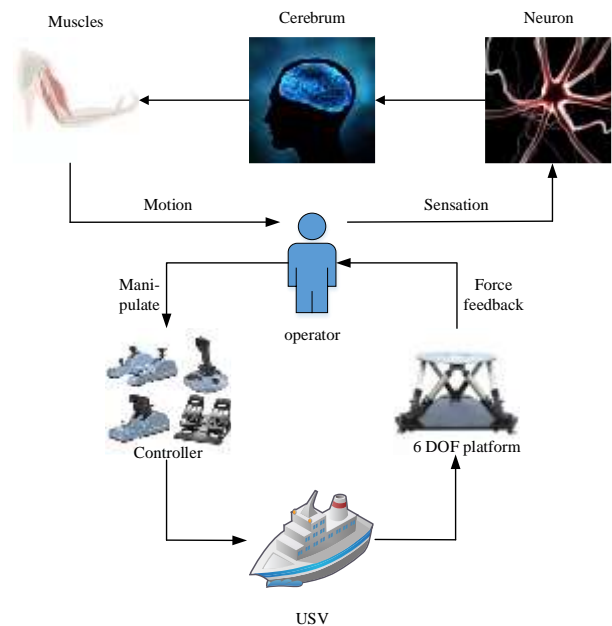 Muscles
Cerebrum
Neuron
Motion
Sensation
Mani-
pulate
Force
feedback
operator
Controller
6 DOF platform
USV